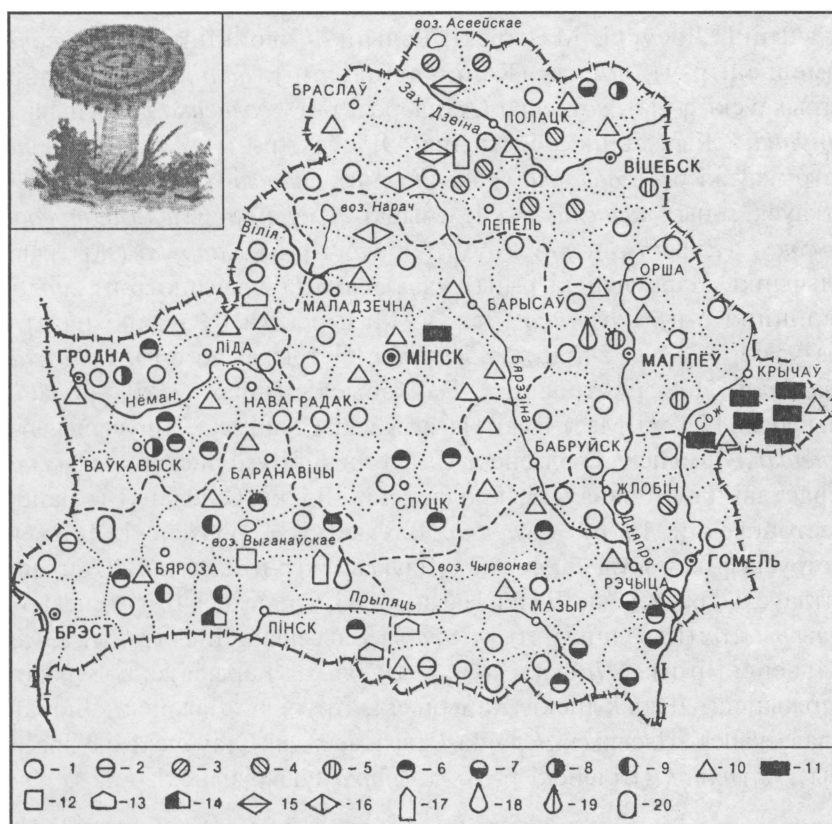 воз. Асвейскае
БРАСЛАЎ
Зах. Дзвіна
ПОЛАЦК
ВІЦЕБСК
воз. Нарач
ЛЕПЕЛЬ
Вілія
ОРША
МАЛАДЗЕЧНА
БАРЫСАЎ
ЛІДА
ГРОДНА
МІНСК
МАГІЛЁЎ
КРЫЧАЎ
Нёман
НАВАГРАДАК
Бярэзіна
Сож
ВАЎКАВЫСК
БАРАНАВІЧЫ
БАБРУЙСК
СЛУЦК
ЖЛОБІН
воз. Выганаўскае
Дняпро
БЯРОЗА
воз. Чырвонае
РЭЧЫЦА
ГОМЕЛЬ
БРЭСТ
ПІНСК
Прыпяць
МАЗЫР
-1 -2 -3 -4 -5 -6 -7 -8 -9 -10 -11
-12 -13 -14 -15 -16 -17 -18 -19 -20